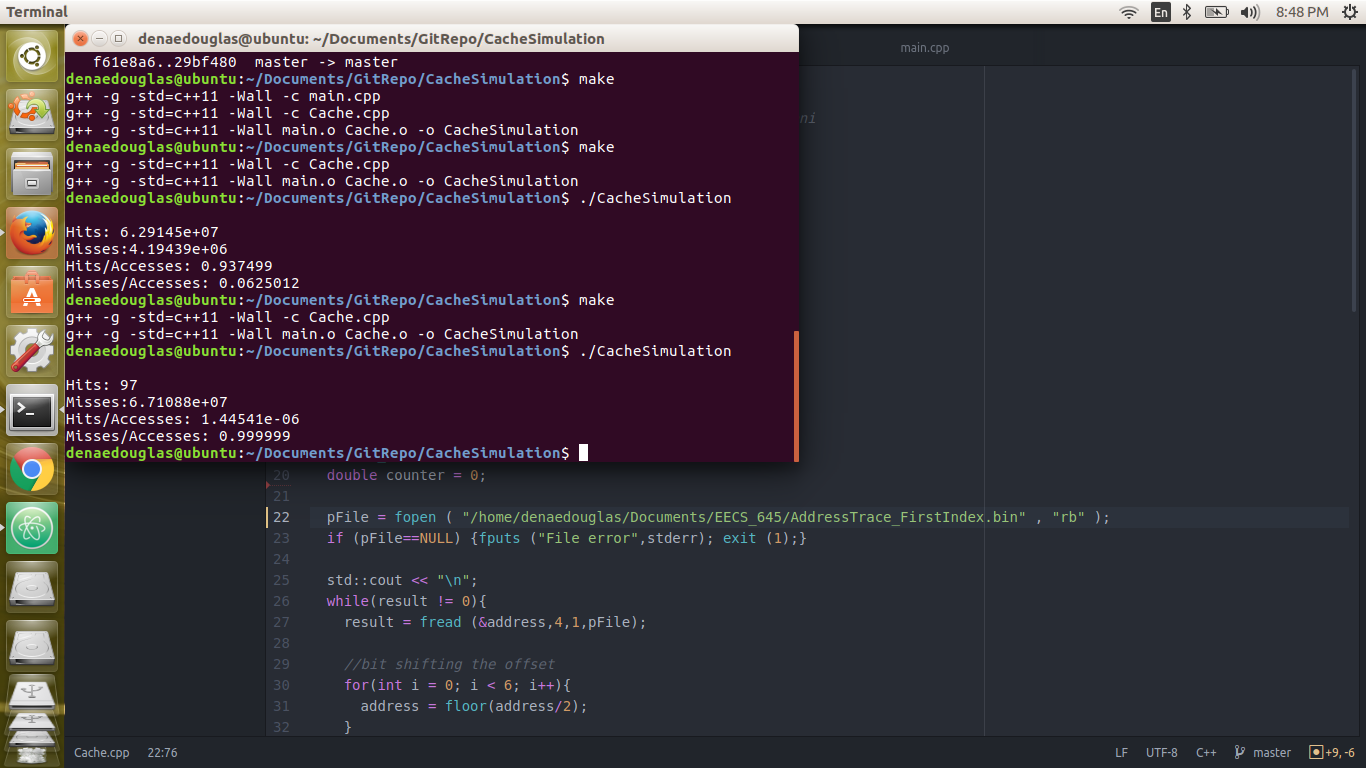 Terminal
En
8:48 PM
denaedouglas@ubuntu: ~/Documents/GitRepo/CacheSimulation
main.cpp
f61e8a6..29bf480  master -> master
denaedouglas@ubuntu:~/Documents/GitRepo/CacheSimulation$ make
g++ -g -std=c++11 -Wall -c main.cpp
g++ -g -std=c++11 -Wall -c Cache.cpp
g++ -g -std=c++11 -Wall main.o Cache.o -o CacheSimulation
denaedouglas@ubuntu:~/Documents/GitRepo/CacheSimulation$ make
g++ -g -std=c++11 -Wall -c Cache.cpp
g++ -g -std=c++11 -Wall main.o Cache.o -o CacheSimulation
denaedouglas@ubuntu:~/Documents/GitRepo/CacheSimulation$ ./CacheSimulation
Hits: 6.29145e+07
Misses:4.19439e+06
Hits/Accesses: 0.937499
Misses/Accesses: 0.0625012
denaedouglas@ubuntu:~/Documents/GitRepo/CacheSimulation$ make
g++ -g -std=c++11 -Wall -c Cache.cpp
g++ -g -std=c++11 -Wall main.o Cache.o -o CacheSimulation
denaedouglas@ubuntu:~/Documents/GitRepo/CacheSimulation$ ./CacheSimulation
Hits: 97
Misses:6.71088e+07
Hits/Accesses: 1.44541e-06
Misses/Accesses: 0.999999
denaedouglas@ubuntu:~/Documents/GitRepo/CacheSimulation$
ni
20 double counter = 0;
21
22 pFile = fopen ( "/home/denaedouglas/Documents/EECS_645/AddressTrace_FirstIndex.bin" , "rb" );
23 if (pFile==NULL) {fputs ("File error",stderr); exit (1);}
24
25 std::cout << "\n";
26 while(result != 0){
27 result = fread (&address,4,1,pFile);
28
29 //bit shifting the offset
30 for(int i = 0; i < 6; i++){
31 address = floor(address/2);
32 }
Cache.cpp 22:76
LF UTF-8 C++ master +9, -6